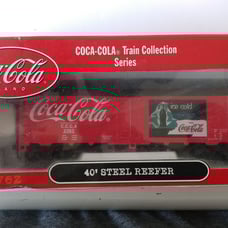 COCA-COLA® Train Collection
Series
Coca-Cola
BRAND
Coca-Cola
ice cold
Coca-Cola
40' STEEL REEFER